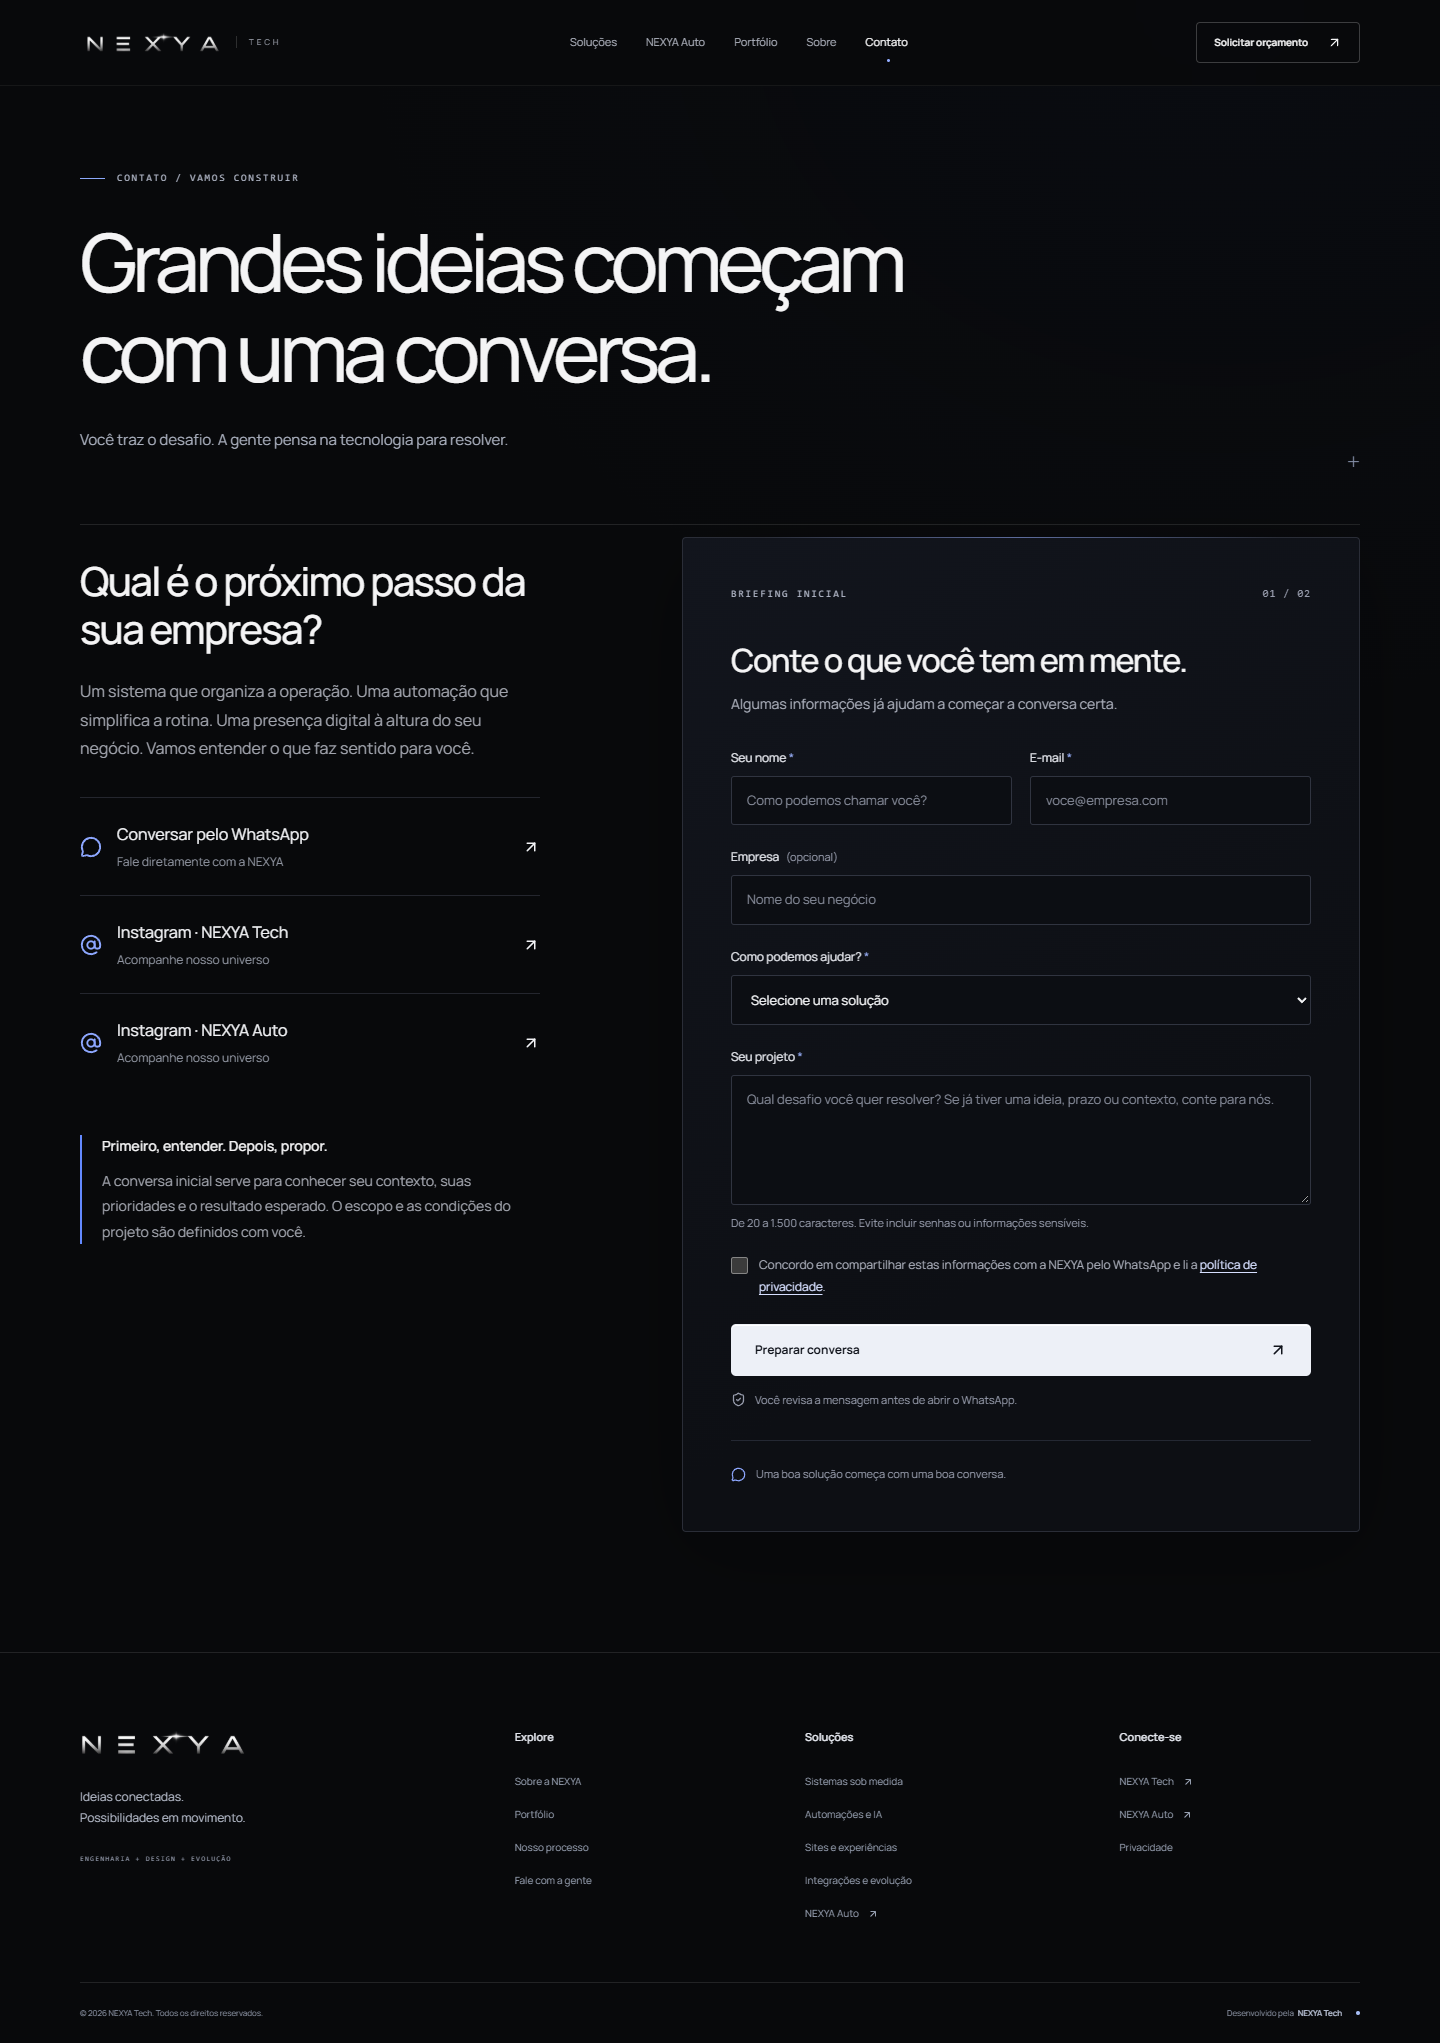 NEXYA TECH
Soluções
NEXYA Auto
Portfólio
Sobre
Contato
Solicitar orçamento
CONTATO / VAMOS CONSTRUIR
Grandes ideias começam
com uma conversa.
Você traz o desafio. A gente pensa na tecnologia para resolver.
+
Qual é o próximo passo da
sua empresa?
Um sistema que organiza a operação. Uma automação que
simplifica a rotina. Uma presença digital à altura do seu
negócio. Vamos entender o que faz sentido para você.
Conversar pelo WhatsApp
Fale diretamente com a NEXYA
Instagram · NEXYA Tech
Acompanhe nosso universo
Instagram · NEXYA Auto
Acompanhe nosso universo
Primeiro, entender. Depois, propor.
A conversa inicial serve para conhecer seu contexto, suas
prioridades e o resultado esperado. O escopo e as condições do
projeto são definidos com você.
BRIEFING INICIAL
01 / 02
Conte o que você tem em mente.
Algumas informações já ajudam a começar a conversa certa.
Seu nome *
E-mail *
Como podemos chamar você?
voce@empresa.com
Empresa (opcional)
Nome do seu negócio
Como podemos ajudar? *
Selecione uma solução
Seu projeto *
Qual desafio você quer resolver? Se já tiver uma ideia, prazo ou contexto, conte para nós.
De 20 a 1.500 caracteres. Evite incluir senhas ou informações sensíveis.
Concordo em compartilhar estas informações com a NEXYA pelo WhatsApp e li a política de
privacidade.
Preparar conversa
Você revisa a mensagem antes de abrir o WhatsApp.
Uma boa solução começa com uma boa conversa.
NEXYA
Ideias conectadas.
Possibilidades em movimento.
ENGENHARIA + DESIGN + EVOLUÇÃO
Explore
Sobre a NEXYA
Portfólio
Nosso processo
Fale com a gente
Soluções
Sistemas sob medida
Automações e IA
Sites e experiências
Integrações e evolução
NEXYA Auto
Conecte-se
NEXYA Tech
NEXYA Auto
Privacidade
© 2026 NEXYA Tech. Todos os direitos reservados.
Desenvolvido pela NEXYA Tech